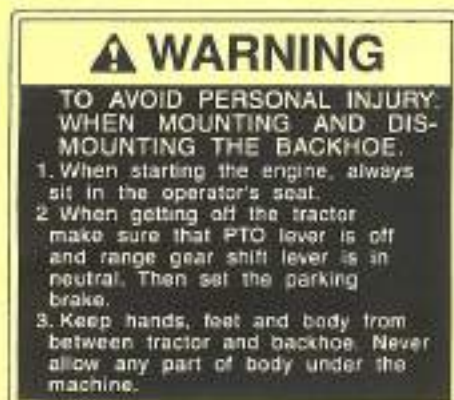 ⚠ WARNING
TO AVOID PERSONAL INJURY:
WHEN MOUNTING AND DIS-
MOUNTING THE BACKHOE.
1. When starting the engine, always
sit in the operator's seat.
2 When getting off the tractor
make sure that PTO lever is off
and range gear shift lever is in
neutral. Then set the parking
brake.
3. Keep hands, feet and body from
between tractor and backhoe. Never
allow any part of body under the
machine.